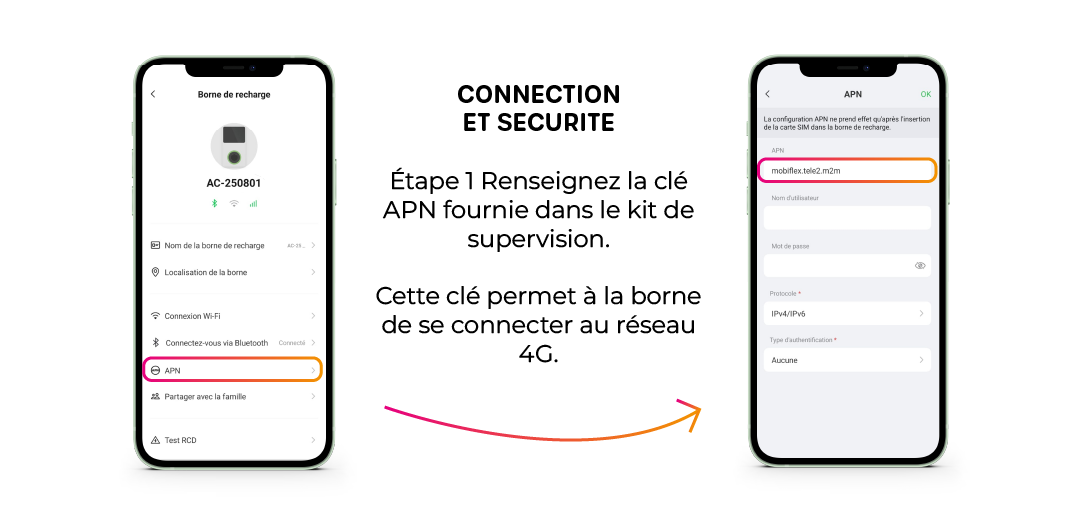 Borne de recharge
AC-250801
Nom de la borne de recharge AC-25...
Localisation de la borne
Connexion Wi-Fi
Connectez-vous via Bluetooth Connecté
APN
Partager avec la famille
Test RCD
CONNECTION
ET SECURITE
Étape 1 Renseignez la clé
APN fournie dans le kit de
supervision.
Cette clé permet à la borne
de se connecter au réseau
4G.
APN OK
La configuration APN ne prend effet qu'après l'insertion
de la carte SIM dans la borne de recharge.
APN
mobiflex.tele2.m2m
Nom d'utilisateur
Mot de passe
Protocole *
IPv4/IPv6
Type d'authentification *
Aucune